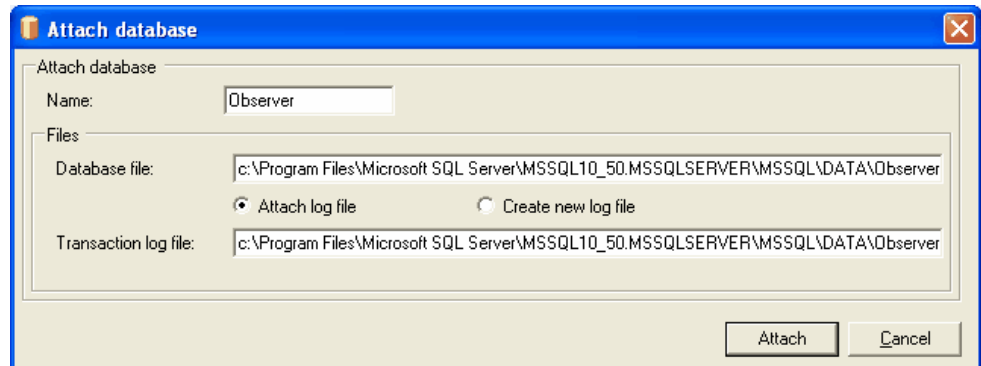 Attach database
Attach database
Name: Observer
Files
Database file: c:\Program Files\Microsoft SQL Server\MSSQL10_50.MSSQLSERVER\MSSQL\DATA\Observer
Attach log file Create new log file
Transaction log file: c:\Program Files\Microsoft SQL Server\MSSQL10_50.MSSQLSERVER\MSSQL\DATA\Observer
Attach Cancel